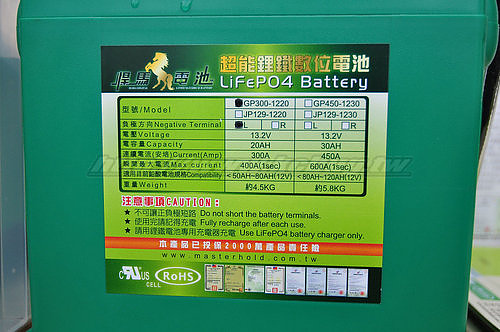 悍馬 電池
超能鋰鐵數位電池
LiFePO4 Battery
型號/Model ■GP300-1220 □GP450-1230
□JP129-1220 □JP129-1230
負極方向Negative Terminal ■L □R □L □R
電壓Voltage 13.2V 13.2V
電容量Capacity 20AH 30AH
連續電流(安培)Current(Amp) 300A 450A
瞬間最大電流Max current 400A(1sec) 600A(1sec)
適用目前鉛酸電池規格Compatibility <50AH~80AH(12V) <80AH~120AH(12V)
重量Weight 約4.5KG 約5.8KG
注意事項CAUTION:
★ 不可讓正負極短路 Do not short the battery terminals.
★ 使用完請記得充電 Fully recharge after each use.
★ 請用鋰鐵電池專用充電器充電 Use LiFePO4 battery charger only.
本產品已投保2000萬產品責任險
www.masterhold.com.tw
c RU US
CELL
RoHS